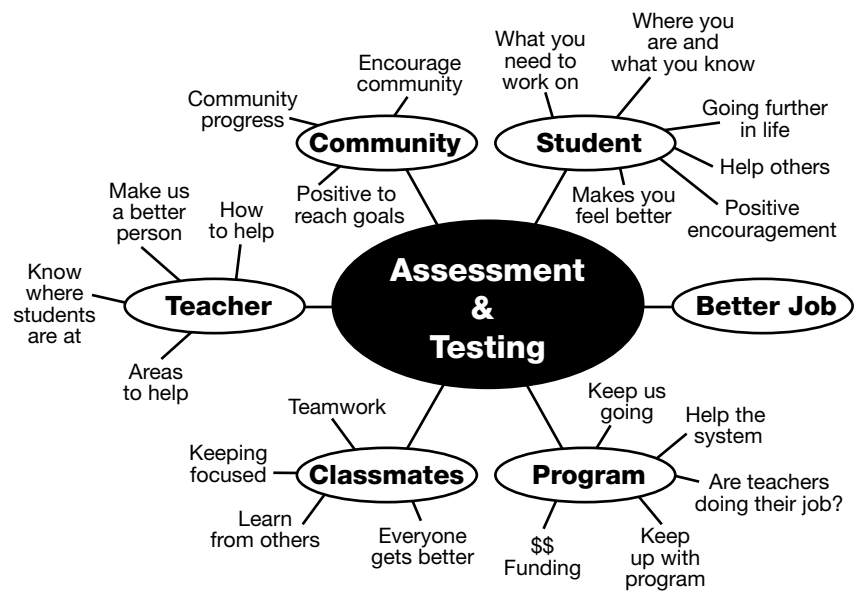 Where you
are and
what you know
What you
need to
work on
Encourage
community
Community
progress
Going further
in life
Community
Student
Help others
Positive to
reach goals
Makes you
feel better
Positive
encouragement
Make us
a better
person
How
to help
Know
where
students
are at
Teacher
Areas
to help
Assessment
&
Testing
Better Job
Teamwork
Keeping
focused
Classmates
Learn
from others
Everyone
gets better
Keep us
going
Help the
system
Program
Are teachers
doing their job?
$$
Funding
Keep
up with
program